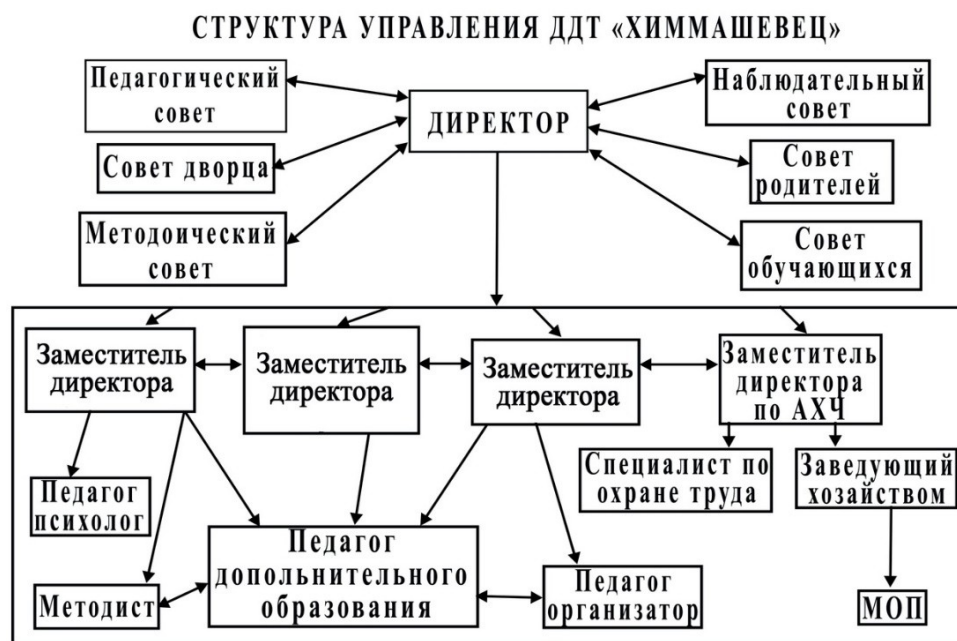 СТРУКТУРА УПРАВЛЕНИЯ ДДТ «ХИММАШЕВЕЦ»
Педагогический
совет
ДИРЕКТОР
Наблюдательный
совет
Совет дворца
Совет
родителей
Методоический
совет
Совет
обучающихся
Заместитель
директора
Заместитель
директора
Заместитель
директора
Заместитель
директора
по АХЧ
Педагог
психолог
Специалист по
охране труда
Заведующий
хозяйством
Педагог
допольнительного
образования
Методист
Педагог
организатор
МОП